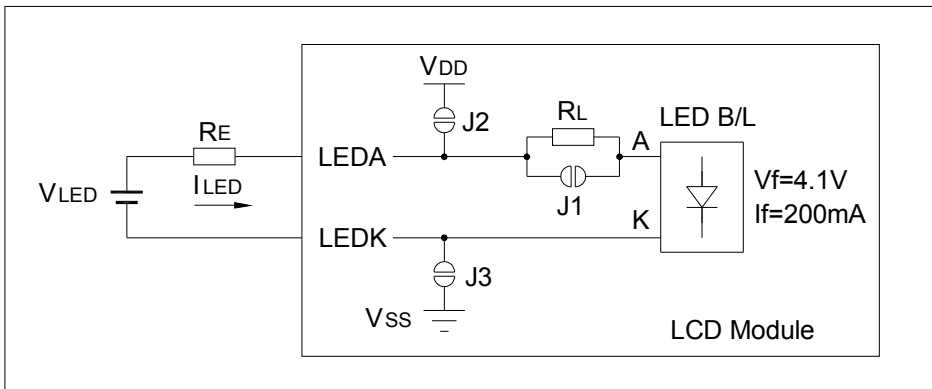 VDD
J2
RL
LED B/L
RE
LEDA
A
VLED
ILED
J1
Vf=4.1V
If=200mA
K
LEDK
J3
VSS
LCD Module